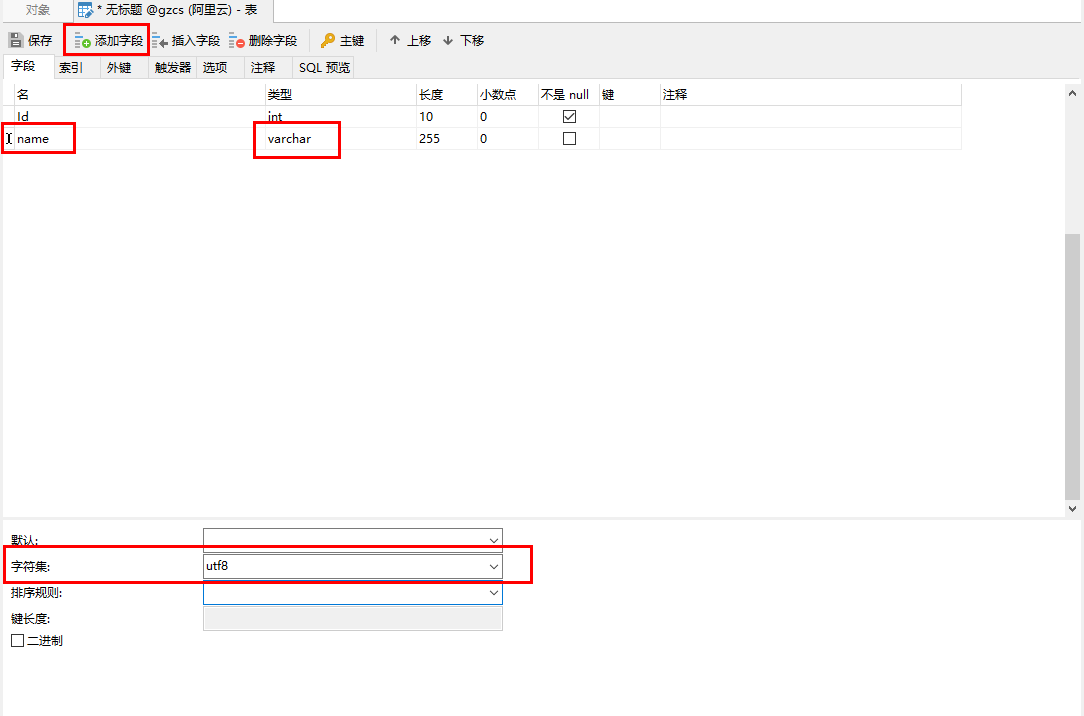 对象 * 无标题 @gzcs (阿里云) - 表
保存 添加字段 插入字段 删除字段 主键 上移 下移
字段 索引 外键 触发器 选项 注释 SQL 预览
名 类型 长度 小数点 不是 null 键 注释
Id int 10 0
name varchar 255 0
默认:
字符集: utf8
排序规则:
键长度:
二进制